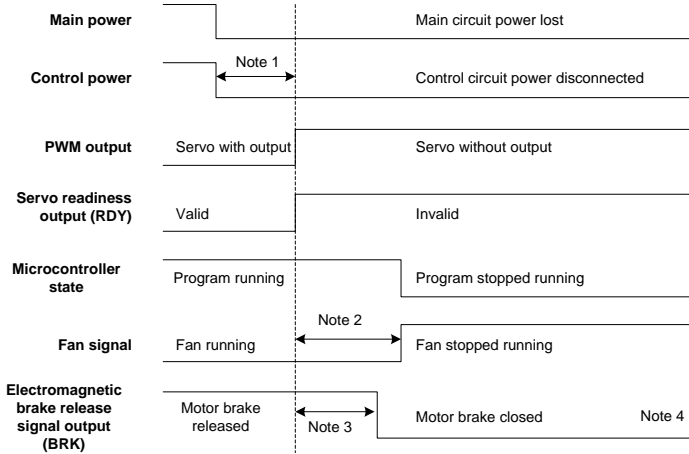 Main power
Main circuit power lost
Note 1
Control power
Control circuit power disconnected
PWM output
Servo with output
Servo without output
Servo readiness
output (RDY)
Valid
Invalid
Microcontroller
state
Program running
Program stopped running
Note 2
Fan signal
Fan running
Fan stopped running
Electromagnetic
brake release
signal output
(BRK)
Motor brake
released
Note 3
Motor brake closed
Note 4